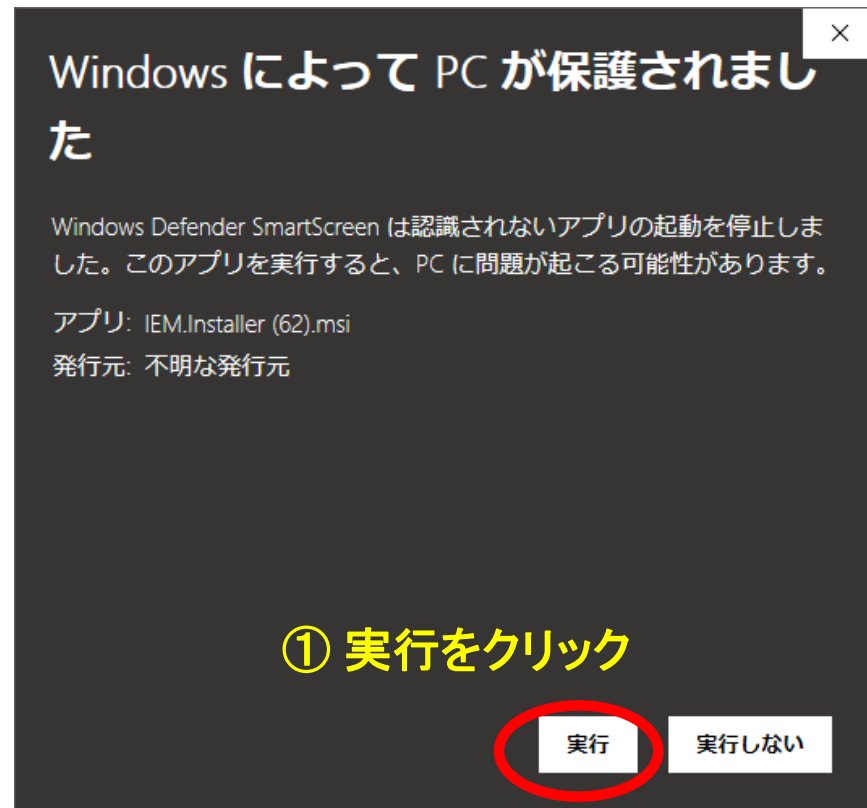 Windows によって PC が保護されまし
た
Windows Defender SmartScreen は認識されないアプリの起動を停止しま
した。このアプリを実行すると、PC に問題が起こる可能性があります。
アプリ: IEM.Installer (62).msi
発行元: 不明な発行元
① 実行をクリック
実行 実行しない